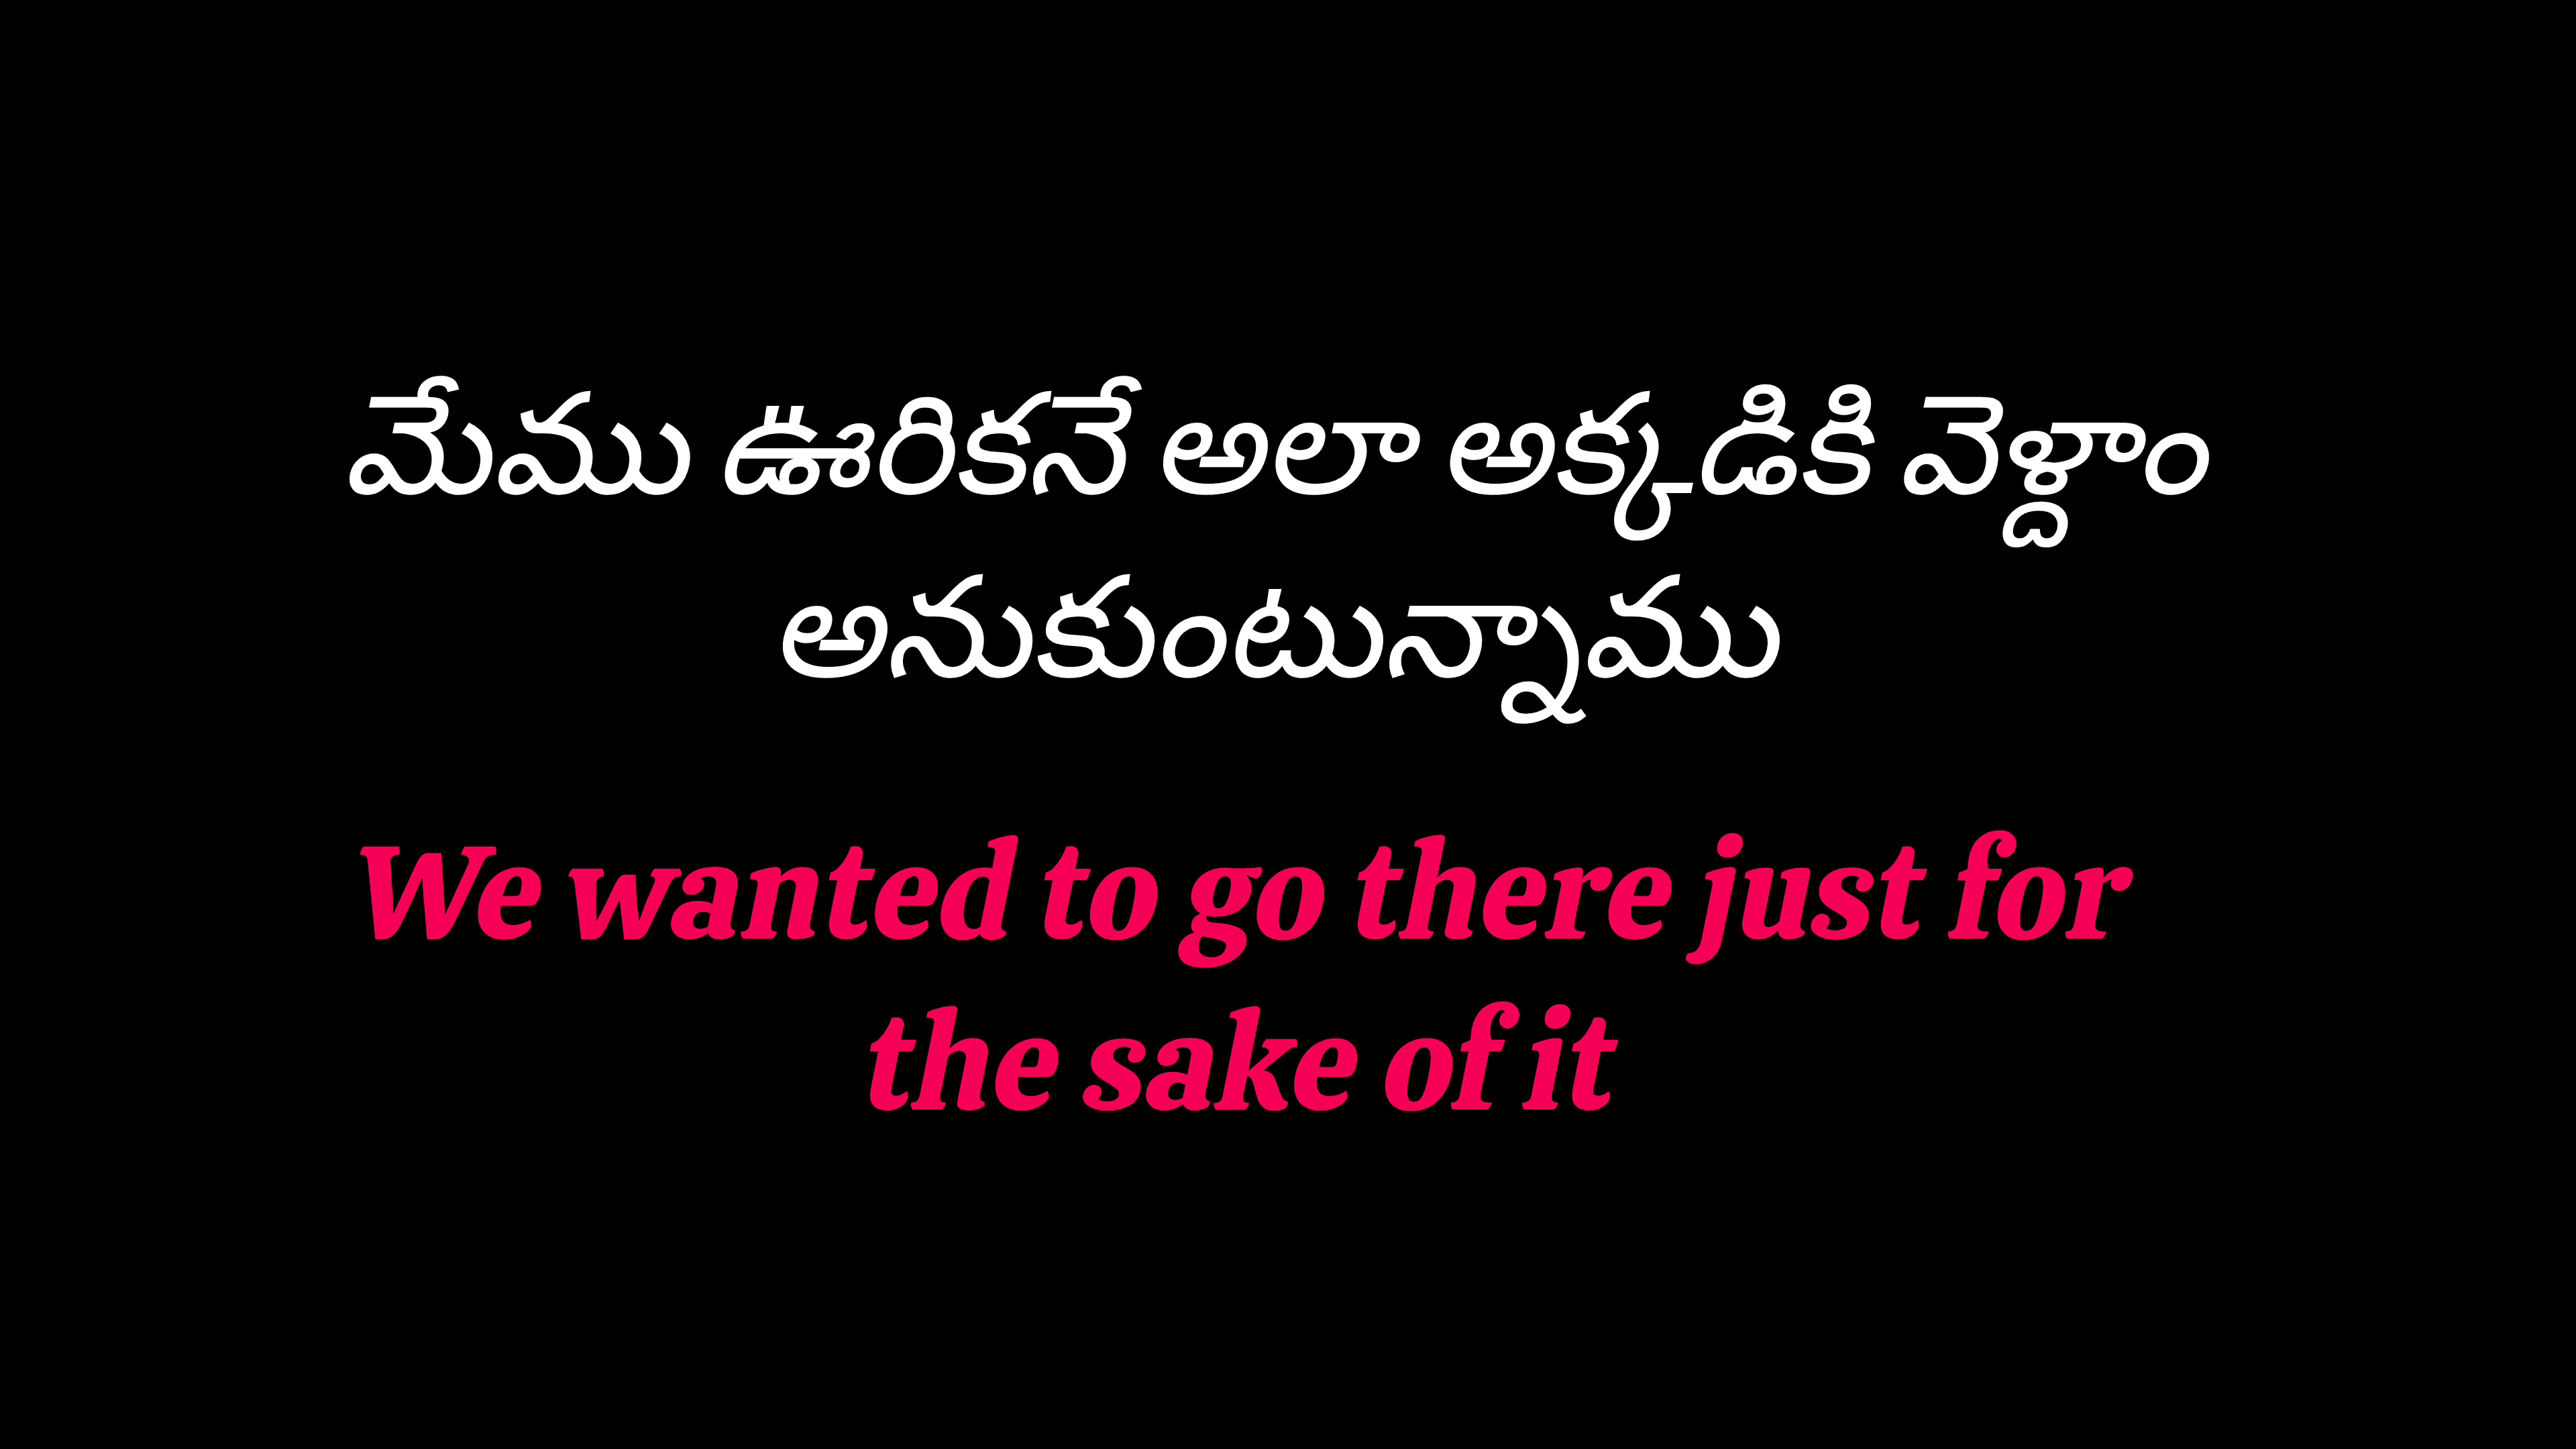 మేము ఊరికనే అలా అక్కడికి వెళ్దాం
అనుకుంటున్నాము
We wanted to go there just for
the sake of it